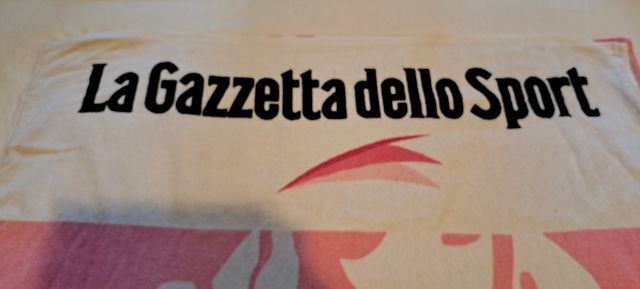 La Gazzetta dello Sport